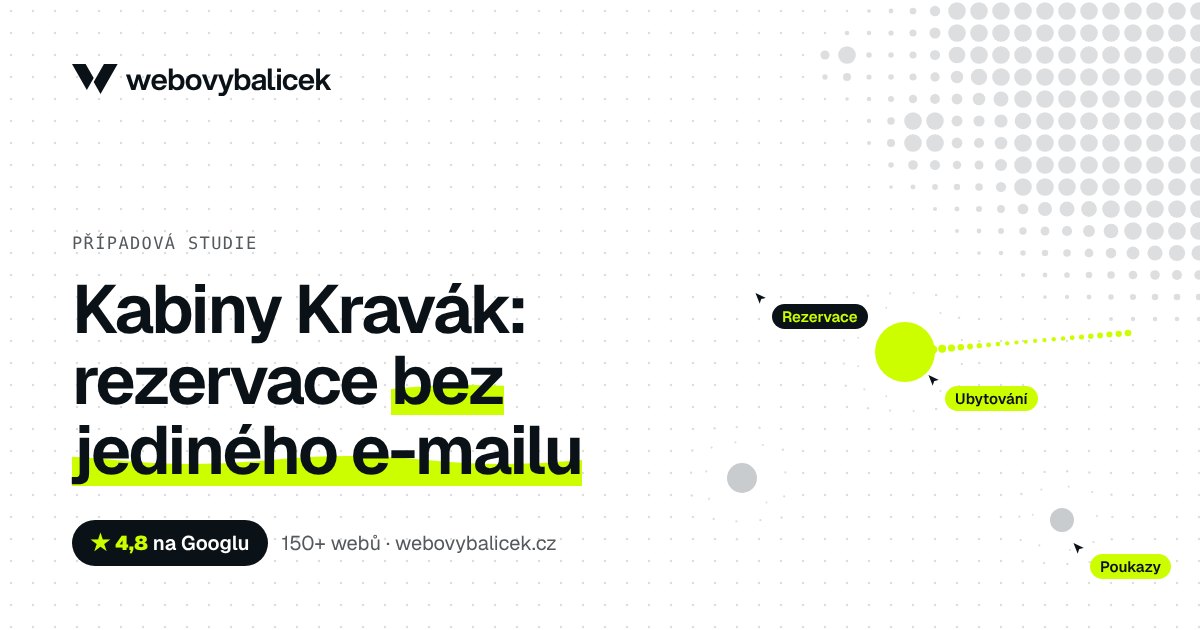 webovybalicek
PŘÍPADOVÁ STUDIE
Kabiny Kravák:
rezervace bez
jediného e-mailu
★ 4,8 na Googlu
150+ webů · webovybalicek.cz
Rezervace
Ubytování
Poukazy